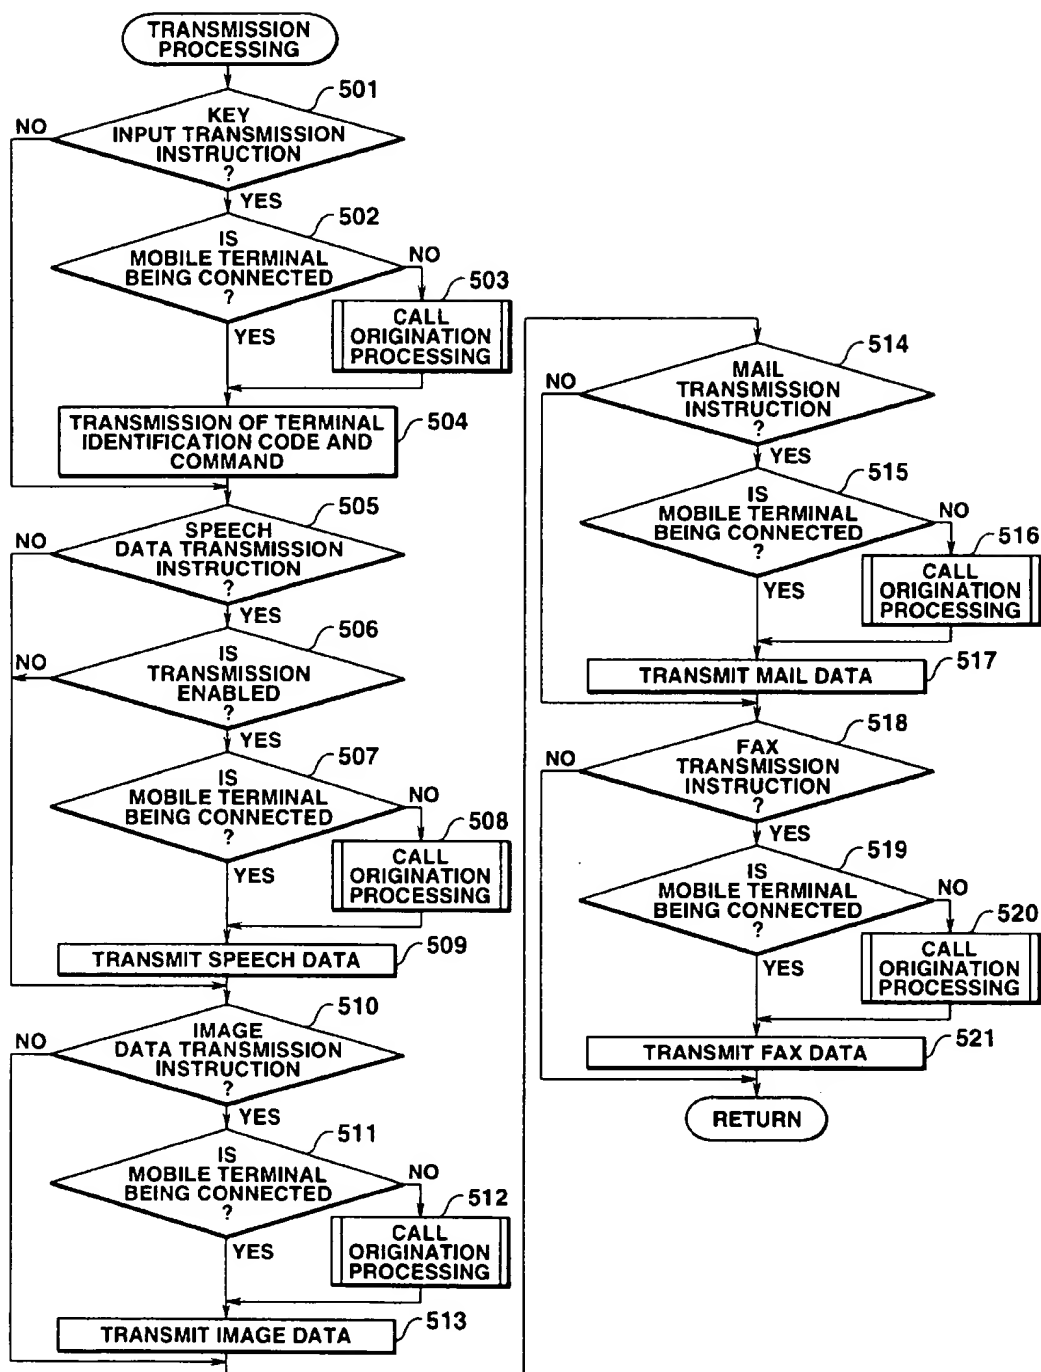 TRANSMISSION
PROCESSING
501
KEY
INPUT TRANSMISSION
INSTRUCTION
?
NO
YES
502
IS
MOBILE TERMINAL
BEING CONNECTED
?
NO
YES
503
CALL
ORIGINATION
PROCESSING
TRANSMISSION OF TERMINAL
IDENTIFICATION CODE AND
COMMAND
504
505
SPEECH
DATA TRANSMISSION
INSTRUCTION
?
NO
YES
506
IS
TRANSMISSION
ENABLED
?
NO
YES
507
IS
MOBILE TERMINAL
BEING CONNECTED
?
NO
YES
508
CALL
ORIGINATION
PROCESSING
TRANSMIT SPEECH DATA
509
510
IMAGE
DATA TRANSMISSION
INSTRUCTION
?
NO
YES
511
IS
MOBILE TERMINAL
BEING CONNECTED
?
NO
YES
512
CALL
ORIGINATION
PROCESSING
TRANSMIT IMAGE DATA
513
514
MAIL
TRANSMISSION
INSTRUCTION
?
NO
YES
515
IS
MOBILE TERMINAL
BEING CONNECTED
?
NO
YES
516
CALL
ORIGINATION
PROCESSING
TRANSMIT MAIL DATA
517
518
FAX
TRANSMISSION
INSTRUCTION
?
NO
YES
519
IS
MOBILE TERMINAL
BEING CONNECTED
?
NO
YES
520
CALL
ORIGINATION
PROCESSING
TRANSMIT FAX DATA
521
RETURN